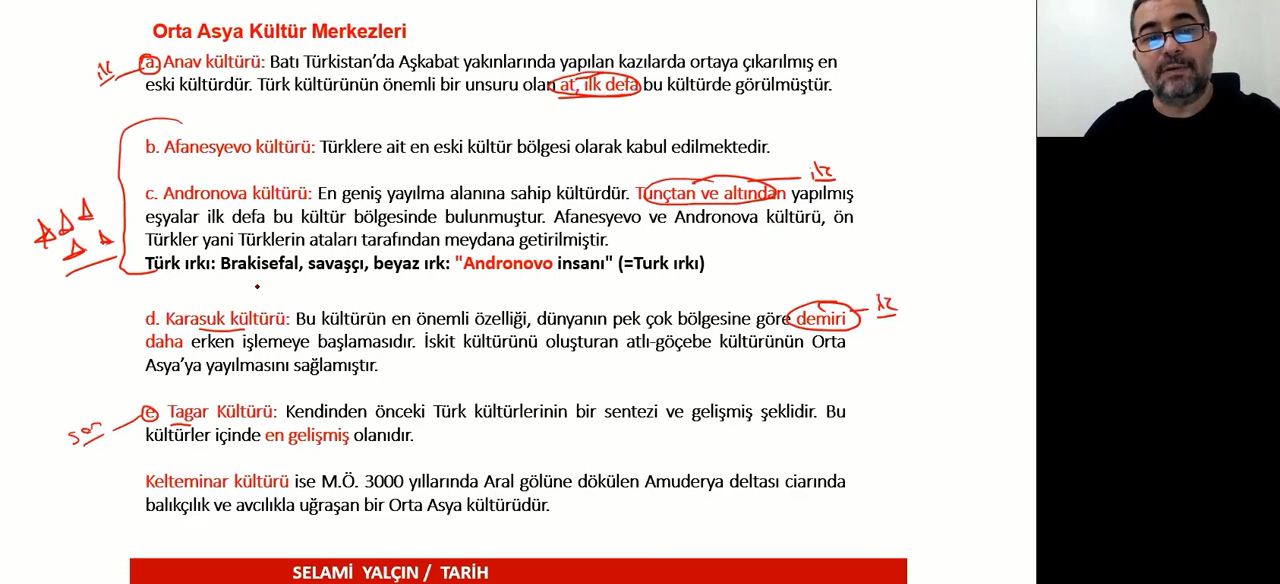 Orta Asya Kültür Merkezleri
ilk
a. Anav kültürü: Batı Türkistan’da Aşkabat yakınlarında yapılan kazılarda ortaya çıkarılmış en
eski kültürdür. Türk kültürünün önemli bir unsuru olan at, ilk defa bu kültürde görülmüştür.
b. Afanesyevo kültürü: Türklere ait en eski kültür bölgesi olarak kabul edilmektedir.
ilk
c. Andronova kültürü: En geniş yayılma alanına sahip kültürdür. Tunçtan ve altından yapılmış
eşyalar ilk defa bu kültür bölgesinde bulunmuştur. Afanesyevo ve Andronova kültürü, ön
Türkler yani Türklerin ataları tarafından meydana getirilmiştir.
Türk ırkı: Brakisefal, savaşçı, beyaz ırk: "Andronovo insanı" (=Turk ırkı)
ilk
d. Karasuk kültürü: Bu kültürün en önemli özelliği, dünyanın pek çok bölgesine göre demiri
daha erken işlemeye başlamasıdır. İskit kültürünü oluşturan atlı-göçebe kültürünün Orta
Asya’ya yayılmasını sağlamıştır.
e. Tagar Kültürü: Kendinden önceki Türk kültürlerinin bir sentezi ve gelişmiş şeklidir. Bu
son
kültürler içinde en gelişmiş olanıdır.
Kelteminar kültürü ise M.Ö. 3000 yıllarında Aral gölüne dökülen Amuderya deltası ciarında
balıkçılık ve avcılıkla uğraşan bir Orta Asya kültürüdür.
SELAMİ YALÇIN / TARİH